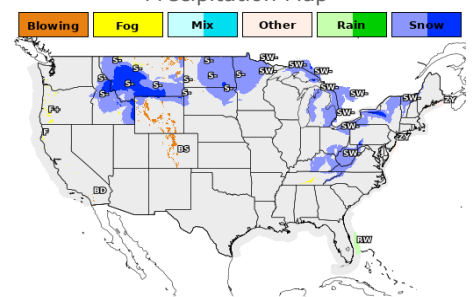 Precipitation Map
Blowing Fog Mix Other Rain Snow
S- S- S- SW-
SW- SW-
S- S- S- SW-
S- S- S- S- SW-
S- S- SW- SW- ZY
F+ SW-
F SW- ZY
BS SW-
BD
RW